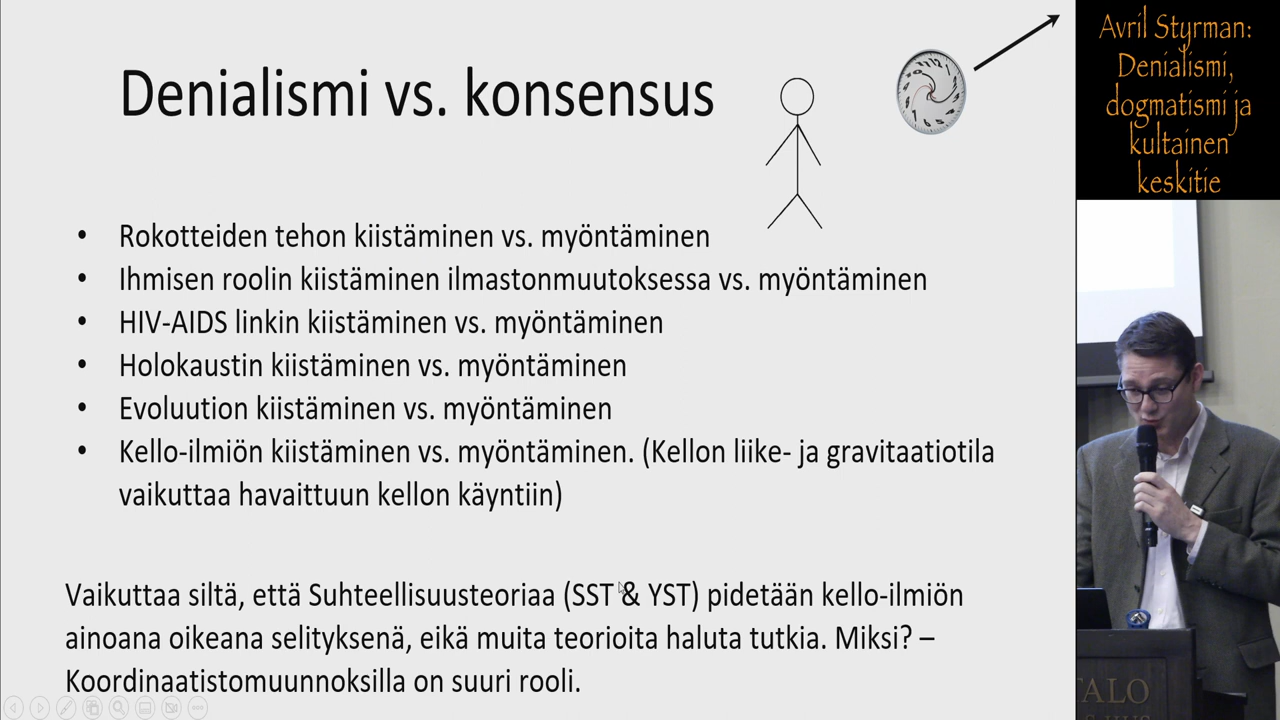 Denialismi vs. konsensus
• Rokotteiden tehon kiistäminen vs. myöntäminen
• Ihmisen roolin kiistäminen ilmastonmuutoksessa vs. myöntäminen
• HIV-AIDS linkin kiistäminen vs. myöntäminen
• Holokaustin kiistäminen vs. myöntäminen
• Evoluution kiistäminen vs. myöntäminen
• Kello-ilmiön kiistäminen vs. myöntäminen. (Kellon liike- ja gravitaatiotila
vaikuttaa havaittuun kellon käyntiin)
Vaikuttaa siltä, että Suhteellisuusteoriaa (SST & YST) pidetään kello-ilmiön
ainoana oikeana selityksenä, eikä muita teorioita haluta tutkia. Miksi? –
Koordinaatistomuunnoksilla on suuri rooli.
Avril Styrman:
Denialismi,
dogmatismi ja
kultainen
keskitie
TALO